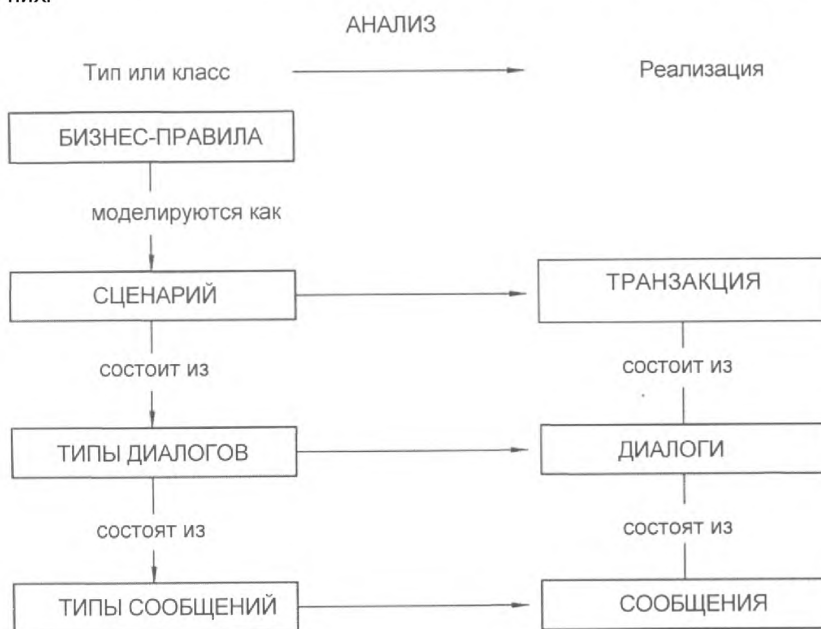 них.
АНАЛИЗ
Тип или класс
Реализация
БИЗНЕС-ПРАВИЛА
моделируются как
СЦЕНАРИЙ
ТРАНЗАКЦИЯ
состоит из
состоит из
ТИПЫ ДИАЛОГОВ
ДИАЛОГИ
состоят из
состоят из
ТИПЫ СООБЩЕНИЙ
СООБЩЕНИЯ